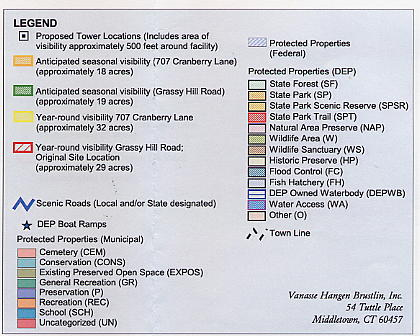 LEGEND
Proposed Tower Locations (Includes area of
visibility approximately 500 feet around facility)
Anticipated seasonal visibility (707 Cranberry Lane)
(approximately 18 acres)
Anticipated seasonal visibility (Grassy Hill Road)
(approximately 19 acres)
Year-round visibility 707 Cranberry Lane)
(approximately 32 acres)
Year-round visibility Grassy Hill Road;
Original Site Location
(approximately 29 acres)
Scenic Roads (Local and/or State designated)
DEP Boat Ramps
Protected Properties (Municipal)
Cemetery (CEM)
Conservation (CONS)
Existing Preserved Open Space (EXPOS)
General Recreation (GR)
Preservation (P)
Recreation (REC)
School (SCH)
Uncategorized (UN)
Protected Properties
(Federal)
Protected Properties (DEP)
State Forest (SF)
State Park (SP)
State Park Scenic Reserve (SPSR)
State Park Trail (SPT)
Natural Area Preserve (NAP)
Wildlife Area (W)
Wildlife Sanctuary (WS)
Historic Preserve (HP)
Flood Control (FC)
Fish Hatchery (FH)
DEP Owned Waterbody (DEPWB)
Water Access (WA)
Other (O)
Town Line
Vanasse Hangen Brustlin, Inc.
54 Tuttle Place
Middletown, CT 60457